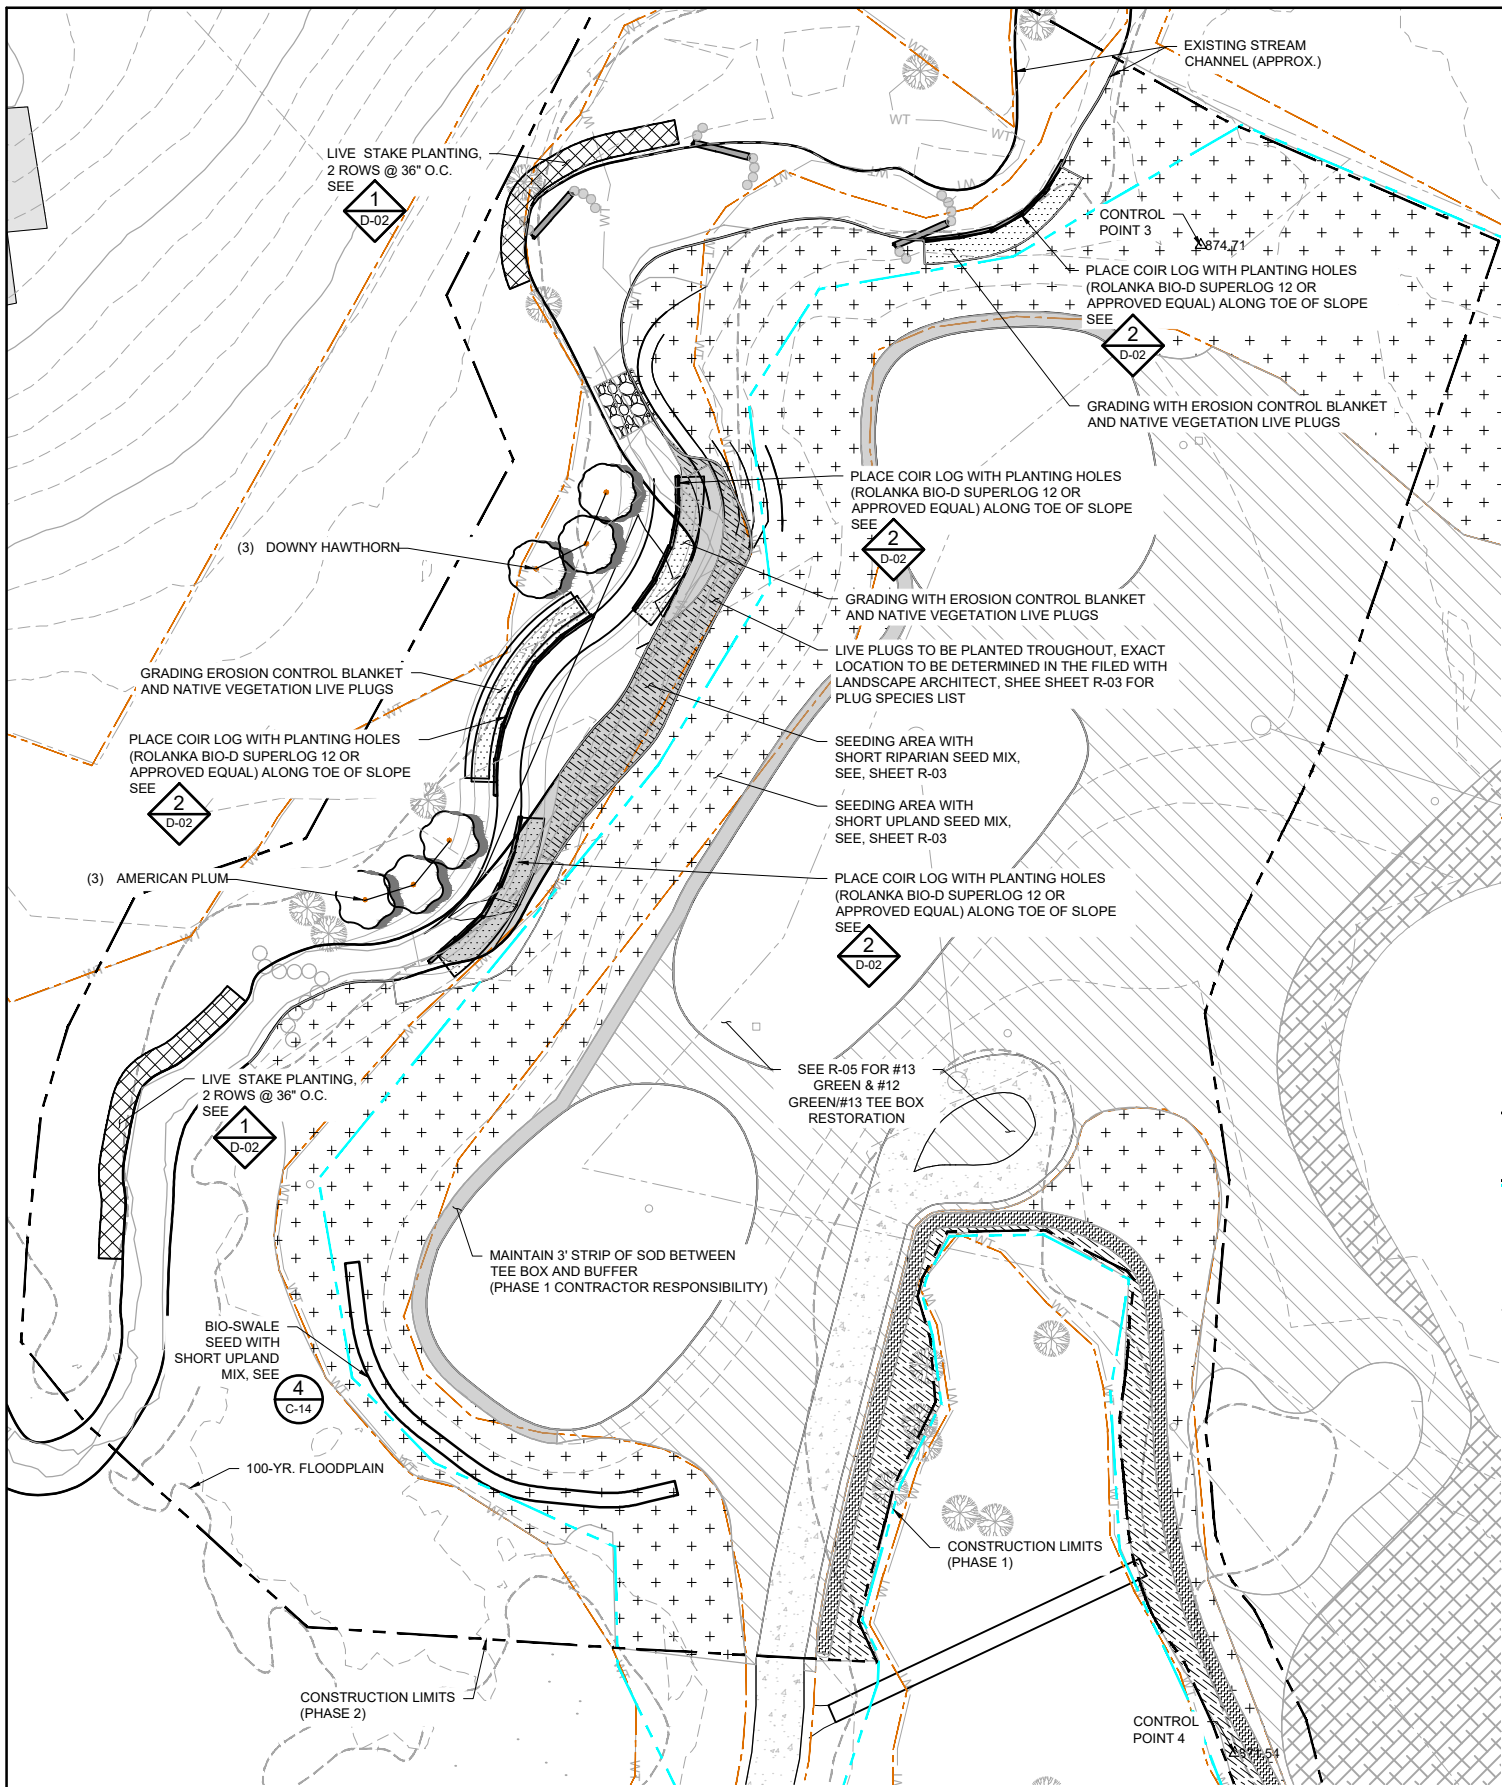 EXISTING STREAM
CHANNEL (APPROX.)
LIVE STAKE PLANTING,
2 ROWS @ 36" O.C.
SEE
1
D-02
CONTROL
POINT 3
874.71
PLACE COIR LOG WITH PLANTING HOLES
(ROLANKA BIO-D SUPERLOG 12 OR
APPROVED EQUAL) ALONG TOE OF SLOPE
SEE
2
D-02
GRADING WITH EROSION CONTROL BLANKET
AND NATIVE VEGETATION LIVE PLUGS
PLACE COIR LOG WITH PLANTING HOLES
(ROLANKA BIO-D SUPERLOG 12 OR
APPROVED EQUAL) ALONG TOE OF SLOPE
SEE
2
D-02
(3) DOWNY HAWTHORN
GRADING WITH EROSION CONTROL BLANKET
AND NATIVE VEGETATION LIVE PLUGS
LIVE PLUGS TO BE PLANTED TROUGHOUT, EXACT
LOCATION TO BE DETERMINED IN THE FILED WITH
LANDSCAPE ARCHITECT, SHEE SHEET R-03 FOR
PLUG SPECIES LIST
GRADING EROSION CONTROL BLANKET
AND NATIVE VEGETATION LIVE PLUGS
PLACE COIR LOG WITH PLANTING HOLES
(ROLANKA BIO-D SUPERLOG 12 OR
APPROVED EQUAL) ALONG TOE OF SLOPE
SEE
2
D-02
SEEDING AREA WITH
SHORT RIPARIAN SEED MIX,
SEE, SHEET R-03
SEEDING AREA WITH
SHORT UPLAND SEED MIX,
SEE, SHEET R-03
(3) AMERICAN PLUM
PLACE COIR LOG WITH PLANTING HOLES
(ROLANKA BIO-D SUPERLOG 12 OR
APPROVED EQUAL) ALONG TOE OF SLOPE
SEE
2
D-02
LIVE STAKE PLANTING,
2 ROWS @ 36" O.C.
SEE
1
D-02
SEE R-05 FOR #13
GREEN & #12
GREEN/#13 TEE BOX
RESTORATION
MAINTAIN 3' STRIP OF SOD BETWEEN
TEE BOX AND BUFFER
(PHASE 1 CONTRACTOR RESPONSIBILITY)
BIO-SWALE
SEED WITH
SHORT UPLAND
MIX, SEE
4
C-14
100-YR. FLOODPLAIN
CONSTRUCTION LIMITS
(PHASE 1)
CONSTRUCTION LIMITS
(PHASE 2)
CONTROL
POINT 4